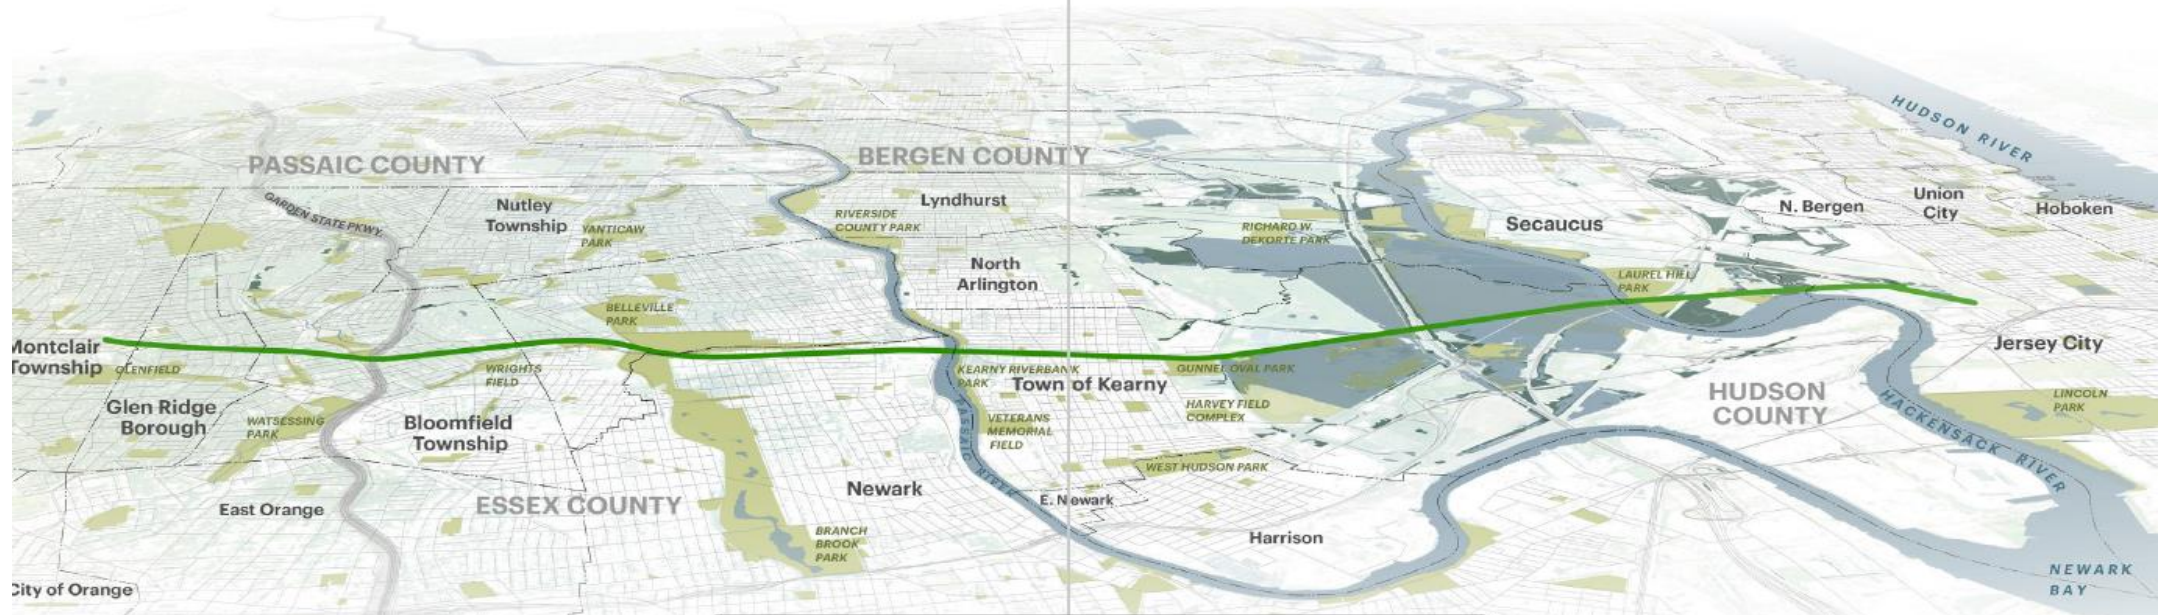 HUDSON RIVER
PASSAIC COUNTY
BERGEN COUNTY
GARDEN STATE PKWY.
Nutley
Township
YANTICAW
PARK
RIVERSIDE
COUNTY PARK
Lyndhurst
RICHARD W.
DEKORTE PARK
Secaucus
N. Bergen
Union
City
Hoboken
North
Arlington
LAUREL HILL
PARK
BELLEVILLE
PARK
Montclair
Township
GLENFIELD
WRIGHTS
FIELD
KEARNY RIVERBANK
PARK
Town of Kearny
GUNNEL OVAL PARK
Jersey City
Glen Ridge
Borough
WATSESSING
PARK
Bloomfield
Township
VETERANS
MEMORIAL
FIELD
HARVEY FIELD
COMPLEX
HUDSON
COUNTY
LINCOLN
PARK
PASSAIC RIVER
HACKENSACK RIVER
WEST HUDSON PARK
East Orange
ESSEX COUNTY
Newark
E. Newark
BRANCH
BROOK
PARK
Harrison
City of Orange
NEWARK
BAY